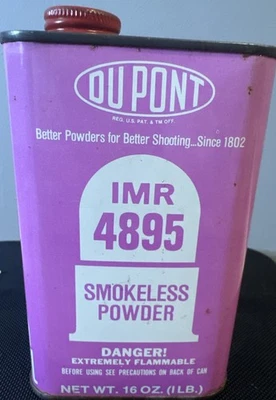 DU PONT
REG. U.S. PAT. & TM OFF.
Better Powders for Better Shooting...Since 1802
IMR
4895
SMOKELESS
POWDER
DANGER!
EXTREMELY FLAMMABLE
BEFORE USING SEE PRECAUTIONS ON BACK OF CAN
NET WT. 16 OZ. (1 LB.)